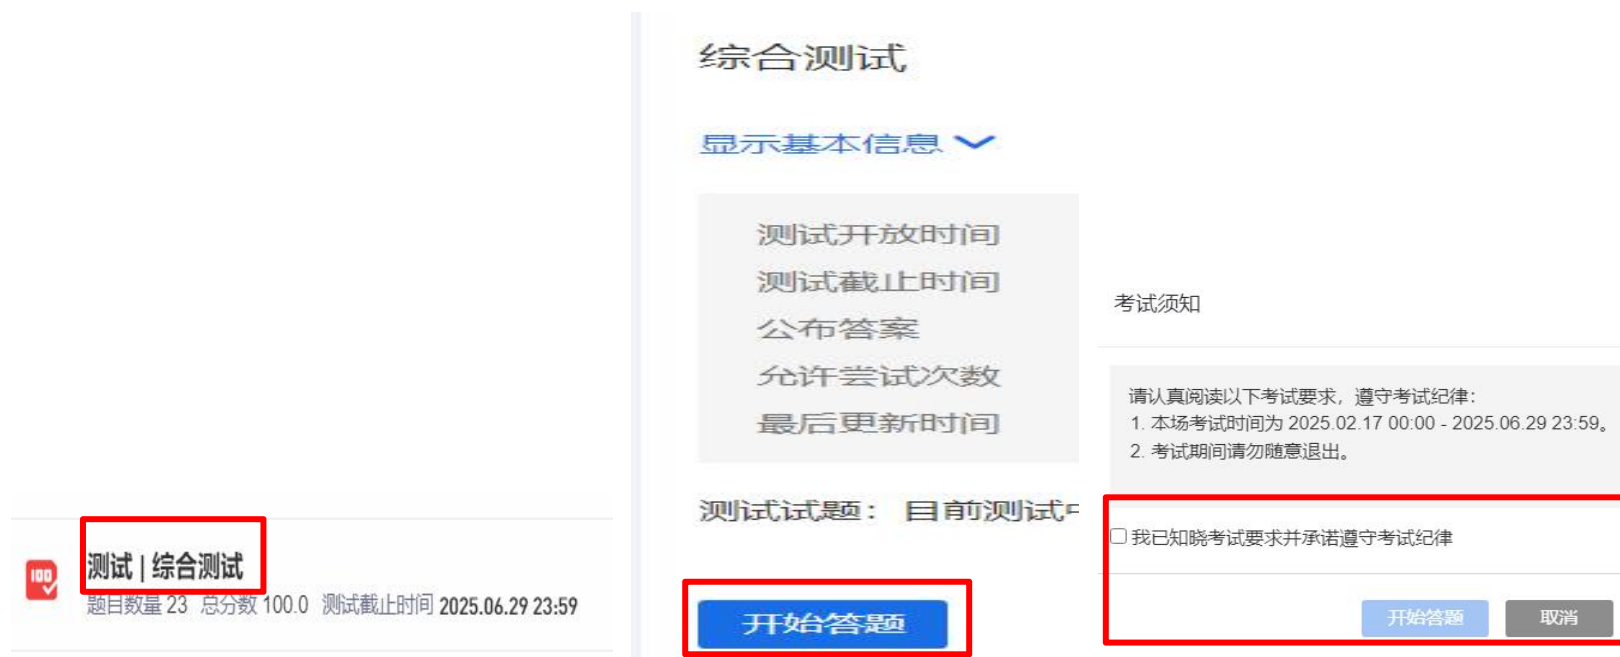 100
测试 | 综合测试
题目数量 23 总分数 100.0 测试截止时间 2025.06.29 23:59
综合测试
显示基本信息
测试开放时间
测试截止时间
公布答案
允许尝试次数
最后更新时间
测试试题：目前测试中
开始答题
考试须知
请认真阅读以下考试要求，遵守考试纪律：
1. 本场考试时间为 2025.02.17 00:00 - 2025.06.29 23:59。
2. 考试期间请勿随意退出。
我已知晓考试要求并承诺遵守考试纪律
开始答题 取消